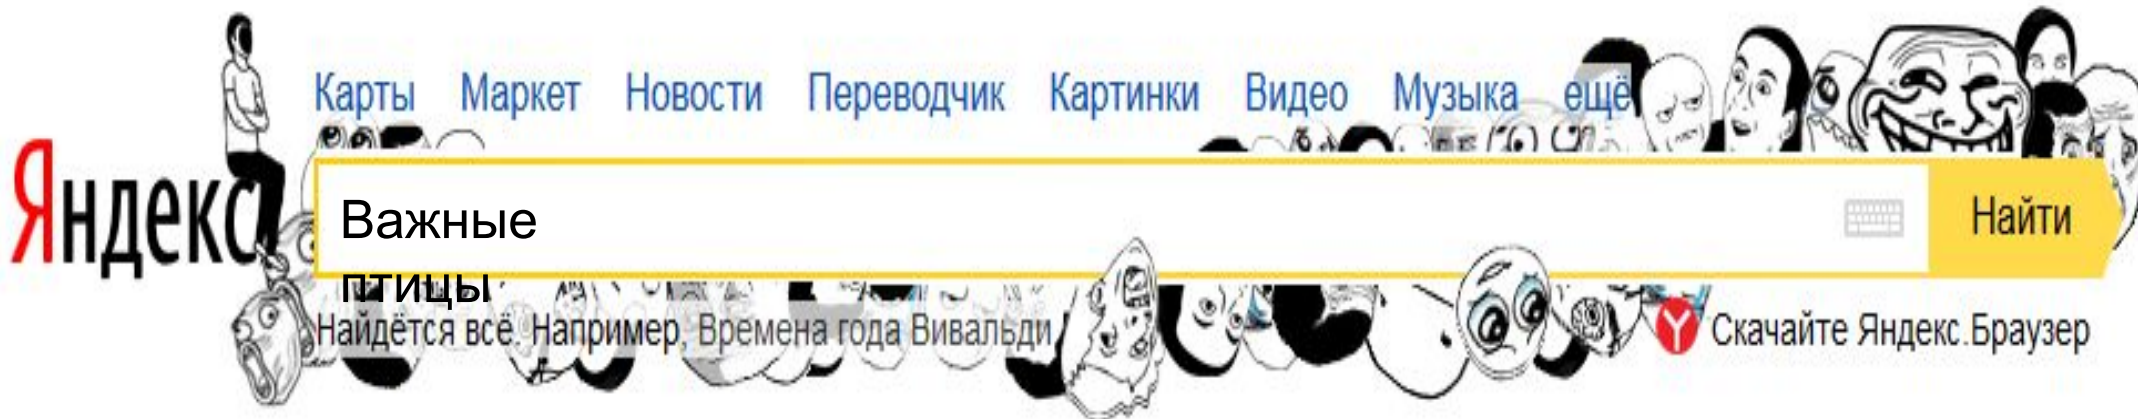 Карты Маркет Новости Переводчик Картинки Видео Музыка ещё
Яндекс
Важные
птицы
Найти
Найдётся всё. Например, Времена года Вивальди
Скачайте Яндекс.Браузер